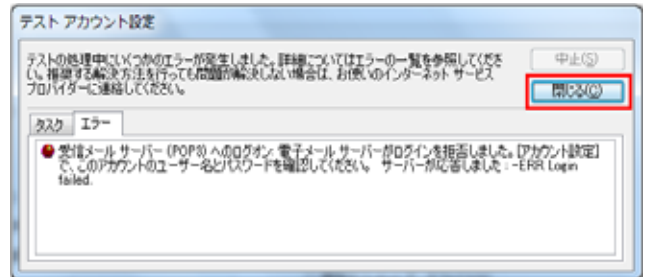 テスト アカウント設定
テストの処理中にいくつかのエラーが発生しました。詳細についてはエラーの一覧を参照してくださ
い。推奨する解決方法を行っても問題が解決しない場合は、お使いのインターネット サービス
プロバイダーに連絡してください。
中止(S)
閉じる(C)
タスク エラー
受信メール サーバー (POP3) へのログオン: 電子メール サーバーがログインを拒否しました。[アカウント設定]
で、このアカウントのユーザー名とパスワードを確認してください。 サーバーが応答しました : -ERR Login
failed.